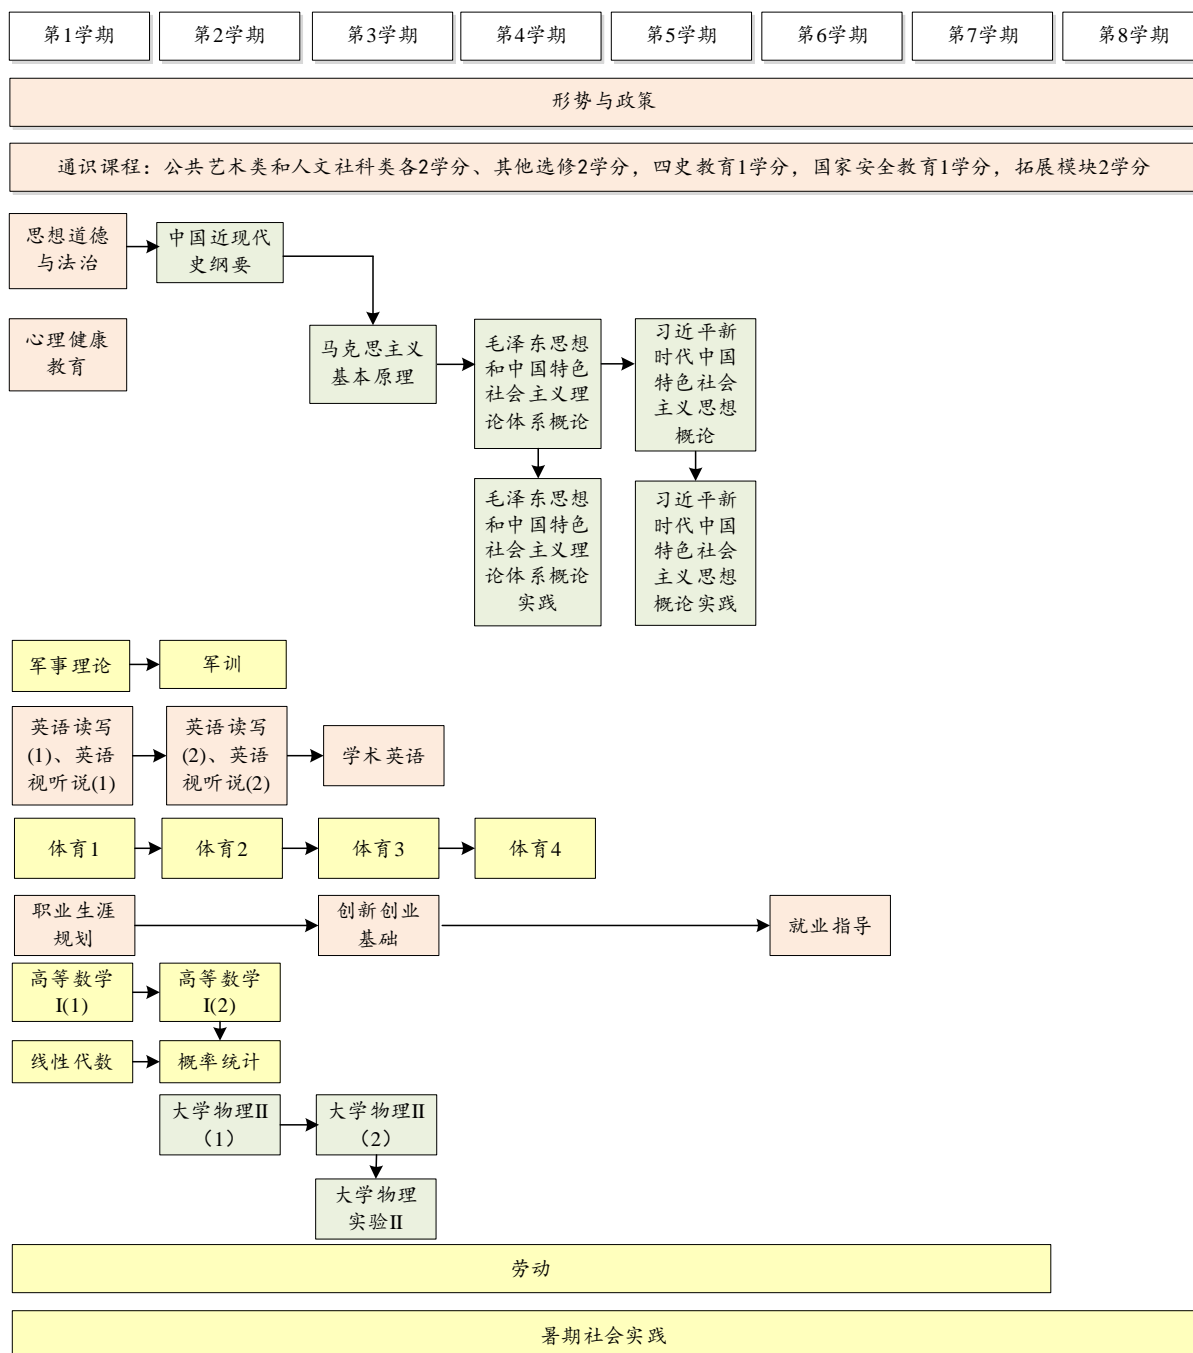 第1学期
第2学期
第3学期
第4学期
第5学期
第6学期
第7学期
第8学期
形势与政策
通识课程：公共艺术类和人文社科类各2学分、其他选修2学分，四史教育1学分，国家安全教育1学分，拓展模块2学分
思想道德
与法治
中国近现代
史纲要
心理健康
教育
马克思主义
基本原理
毛泽东思想
和中国特色
社会主义理
论体系概论
习近平新
时代中国
特色社会
主义思想
概论
毛泽东思想
和中国特色
社会主义理
论体系概论
实践
习近平新
时代中国
特色社会
主义思想
概论实践
军事理论
军训
英语读写
(1)、英语
视听说(1)
英语读写
(2)、英语
视听说(2)
学术英语
体育1
体育2
体育3
体育4
职业生涯
规划
创新创业
基础
就业指导
高等数学
I(1)
高等数学
I(2)
线性代数
概率统计
大学物理II
（1）
大学物理II
（2）
大学物理
实验II
劳动
暑期社会实践